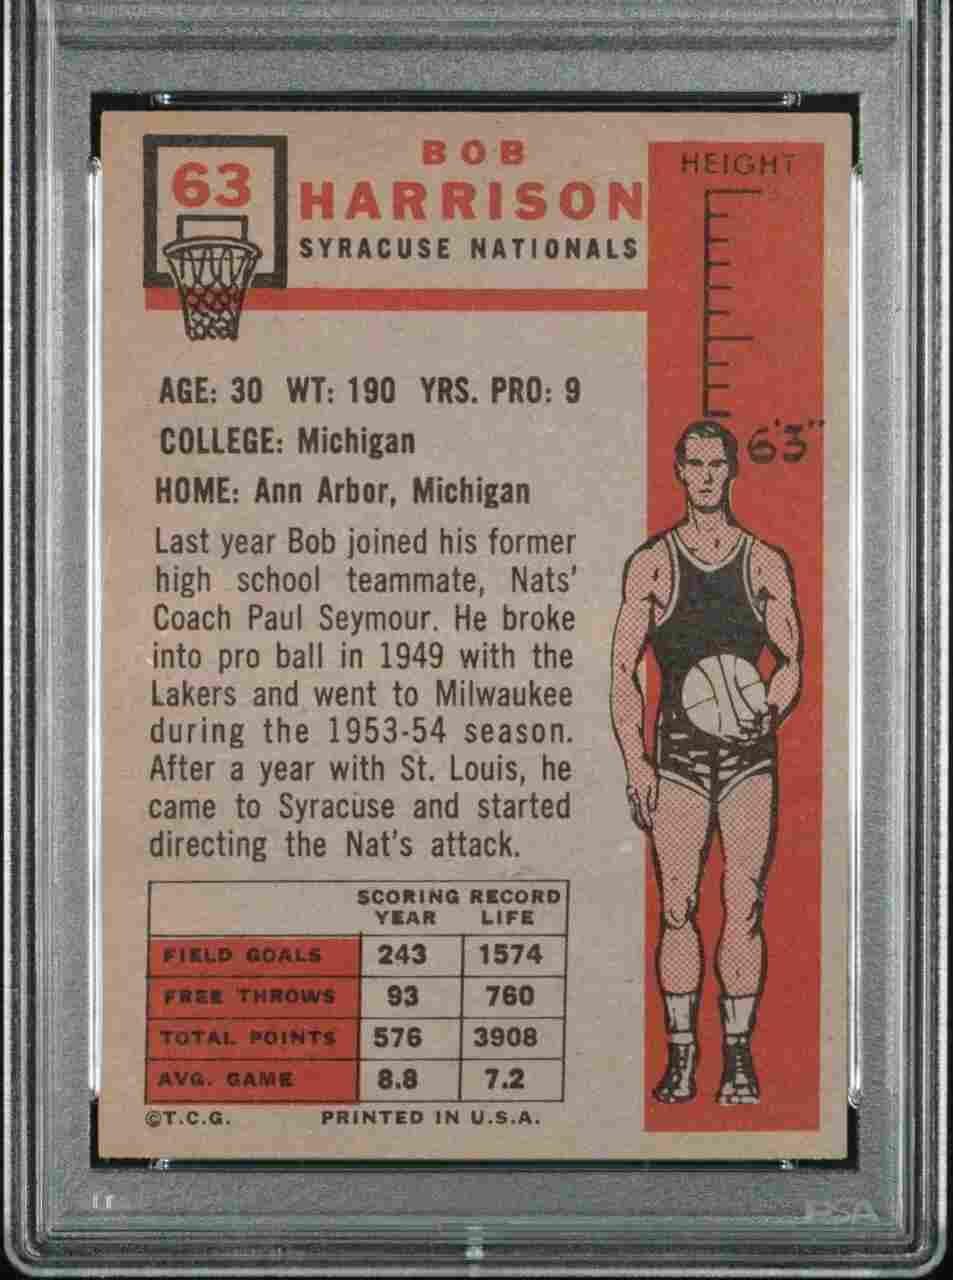 63
BOB
HARRISON
SYRACUSE NATIONALS
HEIGHT
6'3"
AGE: 30 WT: 190 YRS. PRO: 9
COLLEGE: Michigan
HOME: Ann Arbor, Michigan
Last year Bob joined his former
high school teammate, Nats'
Coach Paul Seymour. He broke
into pro ball in 1949 with the
Lakers and went to Milwaukee
during the 1953-54 season.
After a year with St. Louis, he
came to Syracuse and started
directing the Nat's attack.
SCORING RECORD
YEAR LIFE
FIELD GOALS 243 1574
FREE THROWS 93 760
TOTAL POINTS 576 3908
AVG. GAME 8.8 7.2
©T.C.G. PRINTED IN U.S.A.
PSA